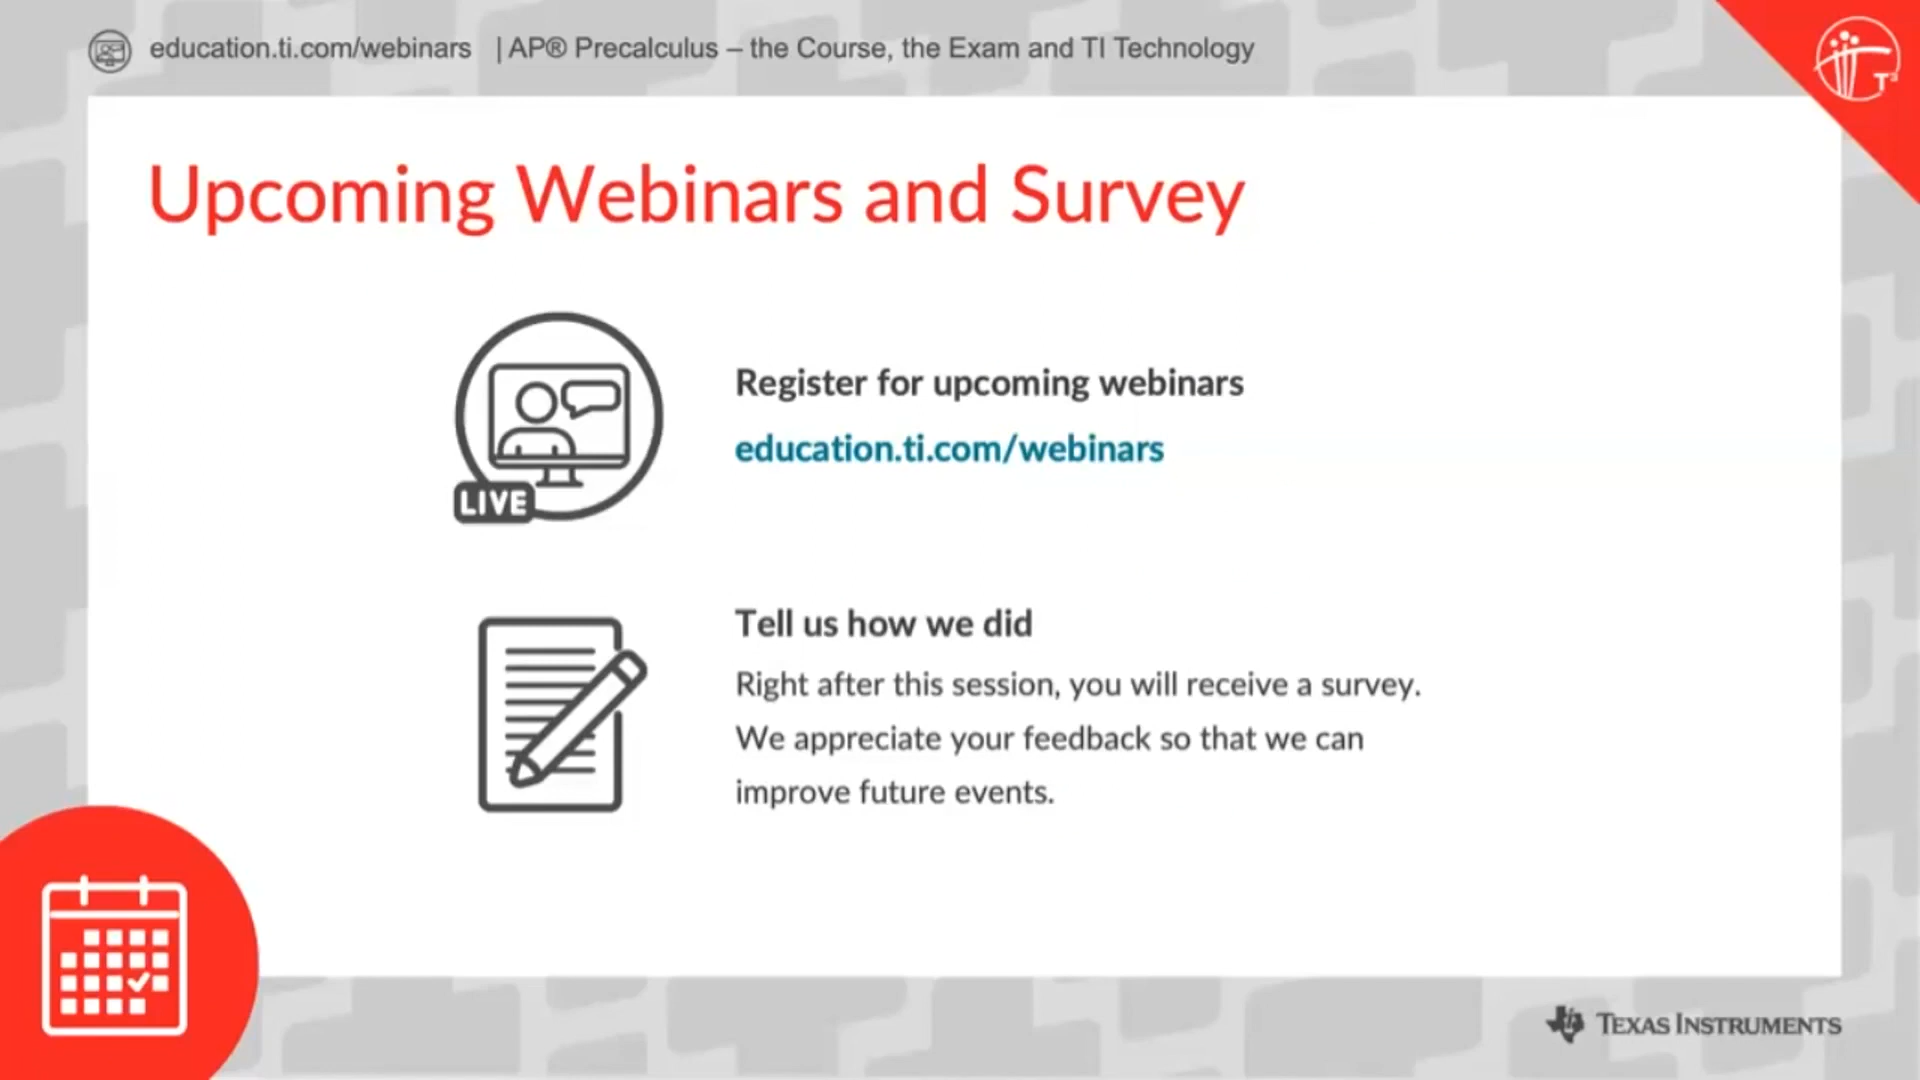 education.ti.com/webinars | AP® Precalculus – the Course, the Exam and TI Technology
T³
Upcoming Webinars and Survey
Register for upcoming webinars
education.ti.com/webinars
LIVE
Tell us how we did
Right after this session, you will receive a survey.
We appreciate your feedback so that we can
improve future events.
TEXAS INSTRUMENTS